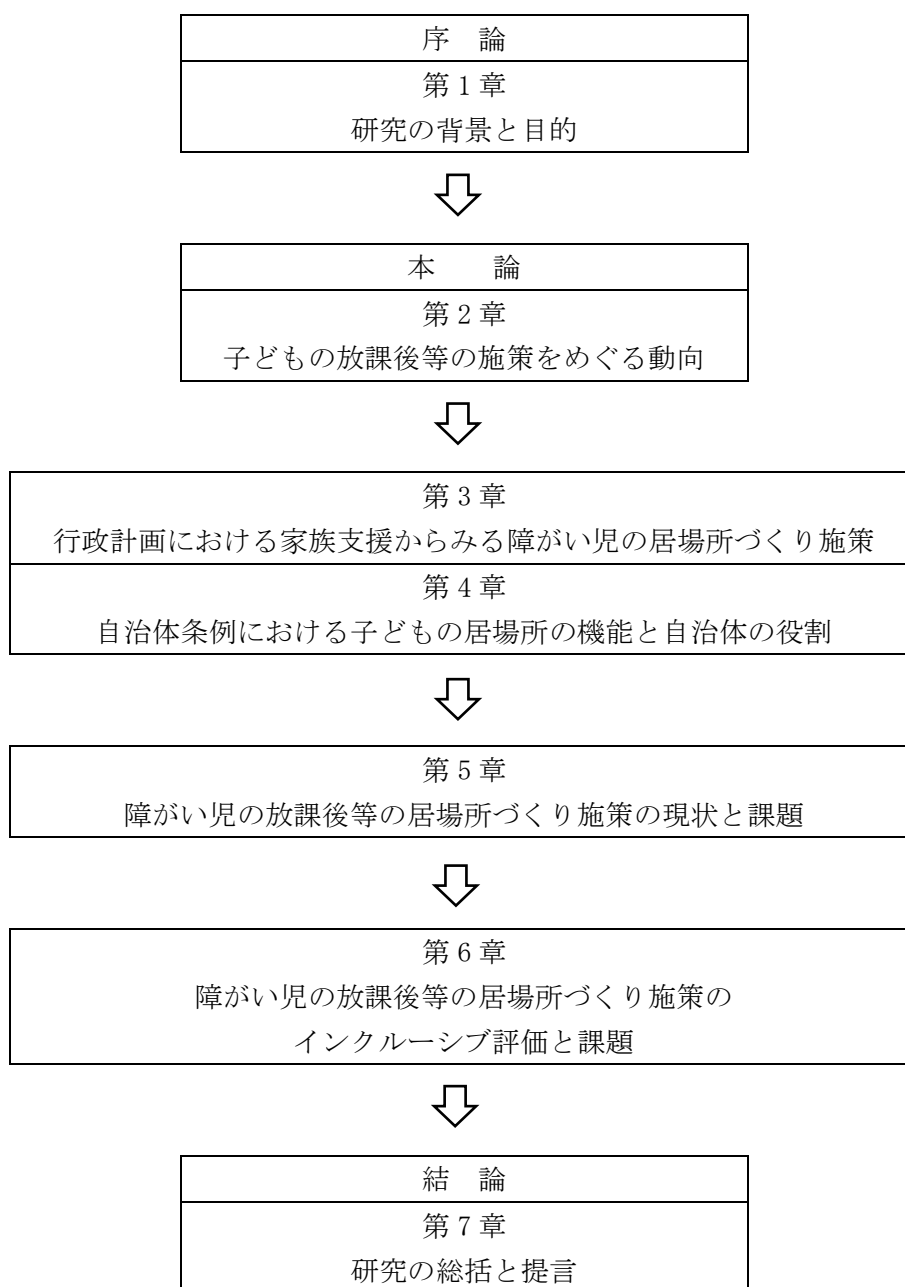 序　論
第１章
研究の背景と目的
本　　論
第２章
子どもの放課後等の施策をめぐる動向
第３章
行政計画における家族支援からみる障がい児の居場所づくり施策
第４章
自治体条例における子どもの居場所の機能と自治体の役割
第５章
障がい児の放課後等の居場所づくり施策の現状と課題
第６章
障がい児の放課後等の居場所づくり施策の
インクルーシブ評価と課題
結　論
第７章
研究の総括と提言